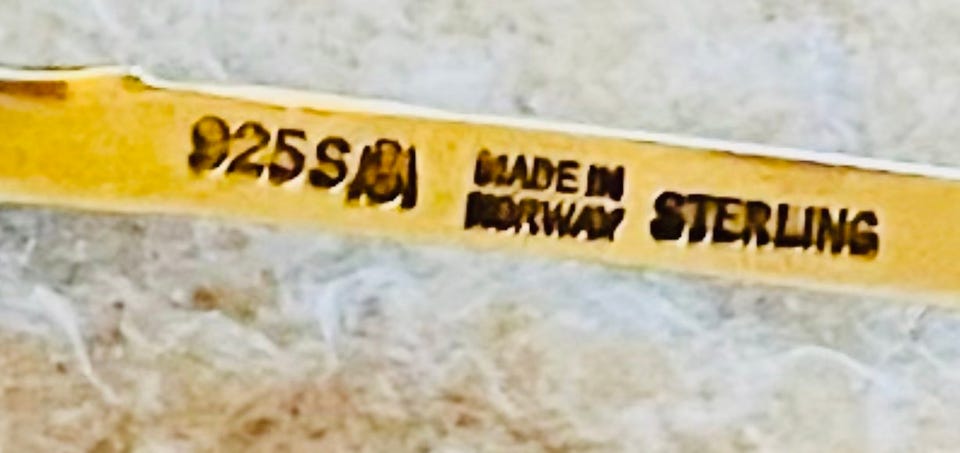 925S
MADE IN
NORWAY
STERLING